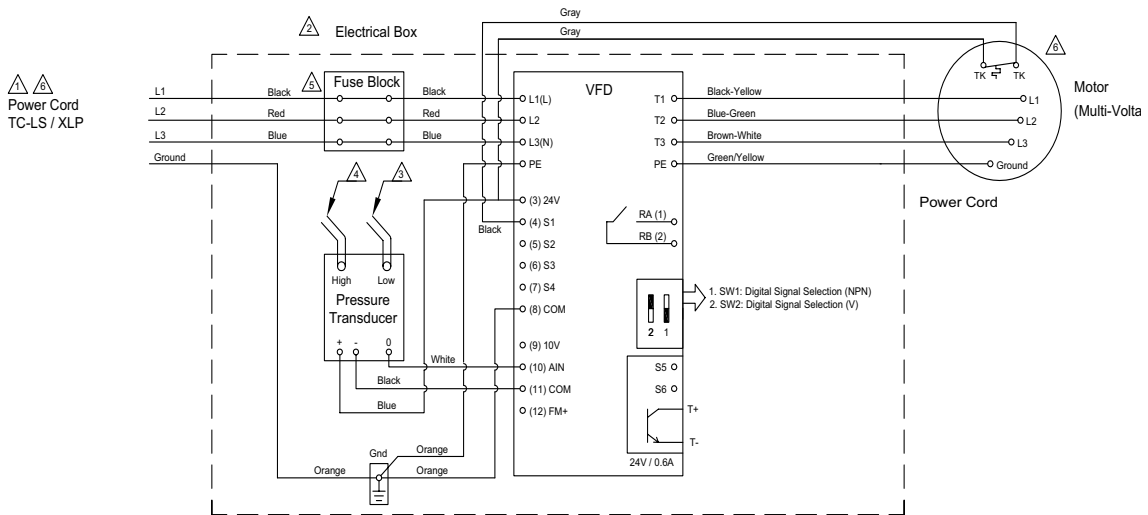 Gray
2
Electrical Box
Gray
6
TK
TK
Motor
(Multi-Volta
1
6
Power Cord
TC-LS / XLP
5
Fuse Block
VFD
L1
Black
Black
L1(L)
T1
Black-Yellow
L1
L2
Red
Red
L2
T2
Blue-Green
L2
L3
Blue
Blue
L3(N)
T3
Brown-White
L3
Ground
PE
PE
Green/Yellow
Ground
Power Cord
4
3
(3) 24V
Black
(4) S1
RA (1)
(5) S2
RB (2)
(6) S3
High
Low
(7) S4
Pressure
Transducer
(8) COM
1. SW1: Digital Signal Selection (NPN)
2. SW2: Digital Signal Selection (V)
2
1
+
-
0
(9) 10V
White
(10) AIN
S5
Black
(11) COM
S6
Blue
(12) FM+
T+
T-
24V / 0.6A
Gnd
Orange
Orange
Orange